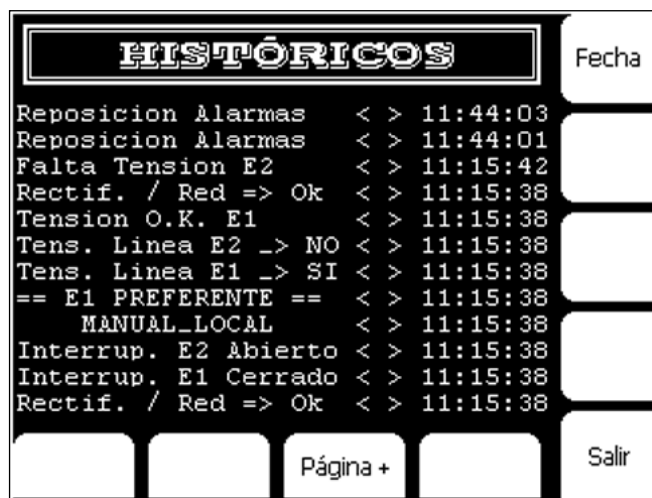 HISTÓRICOS
Fecha
Reposicion Alarmas < > 11:44:03
Reposicion Alarmas < > 11:44:01
Falta Tension E2 < > 11:15:42
Rectif. / Red => Ok < > 11:15:38
Tension O.K. E1 < > 11:15:38
Tens. Linea E2 _> NO < > 11:15:38
Tens. Linea E1 _> SI < > 11:15:38
== E1 PREFERENTE == < > 11:15:38
MANUAL_LOCAL < > 11:15:38
Interrup. E2 Abierto < > 11:15:38
Interrup. E1 Cerrado < > 11:15:38
Rectif. / Red => Ok < > 11:15:38
Página +
Salir